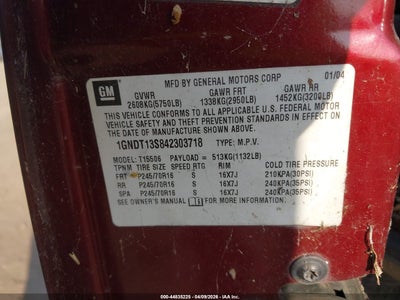 GM
MFD BY GENERAL MOTORS CORP 01/04
GVWR GAWR FRT GAWR RR
2608KG(5750LB) 1338KG(2950LB) 1452KG(3200LB)
THIS VEHICLE CONFORMS TO ALL APPLICABLE U.S. FEDERAL MOTOR
VEHICLE SAFETY AND THEFT PREVENTION STANDARDS IN EFFECT ON
THE DATE OF MANUFACTURE SHOWN ABOVE.
1GNDT13S842303718 TYPE: M.P.V.
MODEL: T15506 PAYLOAD = 513KG(1132LB)
TPNM TIRE SIZE SPEED RTG RIM COLD TIRE PRESSURE
FRT P245/70R16 S 16X7J 210KPA(30PSI)
RR P245/70R16 S 16X7J 240KPA(35PSI)
SPA P245/70R16 S 16X7J 240KPA(35PSI)
SEE OWNER'S MANUAL FOR MORE INFORMATION.
000-44835225 - 04/09/2026 - IAAI.com